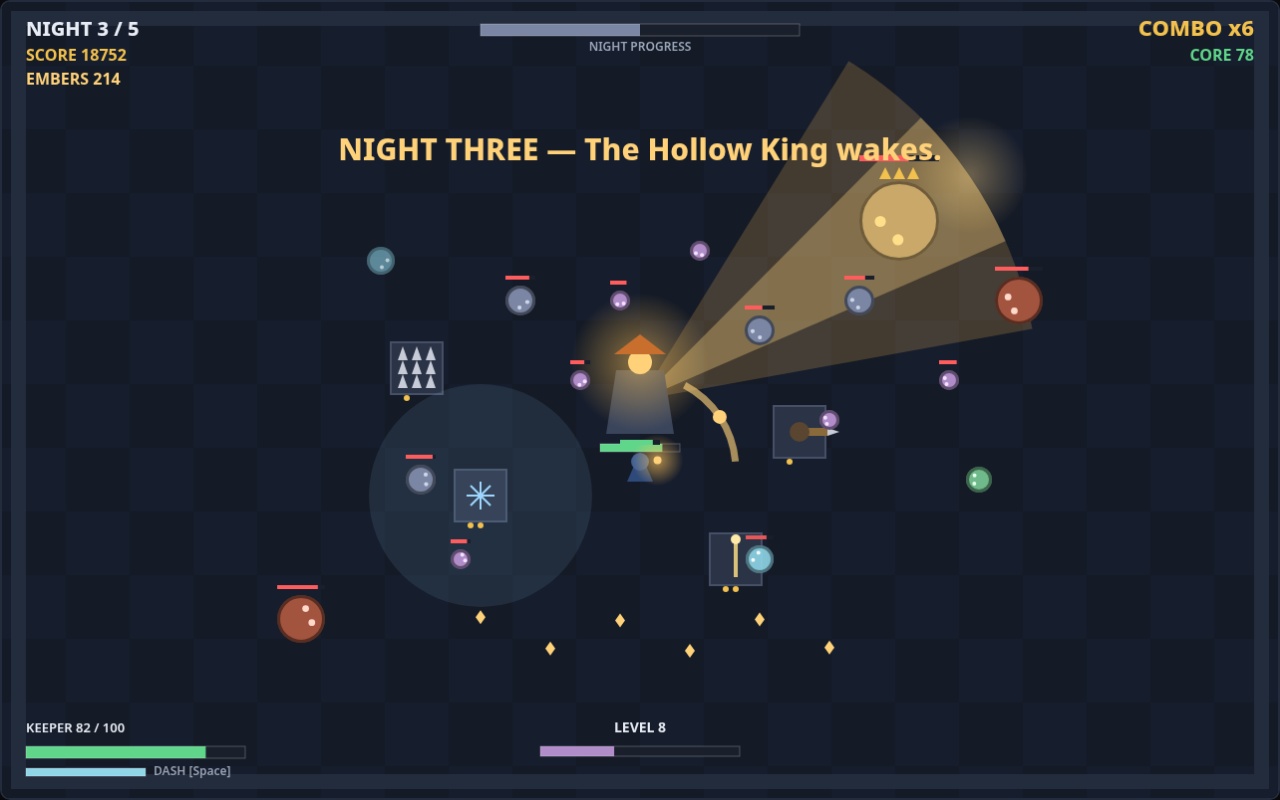 NIGHT 3 / 5
SCORE 18752
EMBERS 214
NIGHT PROGRESS
COMBO x6
CORE 78
NIGHT THREE — The Hollow King wakes.
KEEPER 82 / 100
DASH [Space]
LEVEL 8